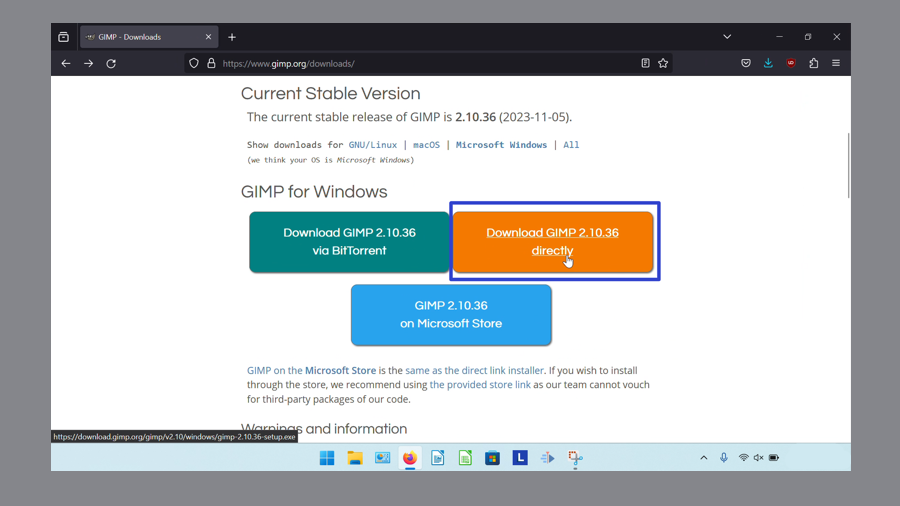 GIMP - Downloads
https://www.gimp.org/downloads/
Current Stable Version
The current stable release of GIMP is 2.10.36 (2023-11-05).
Show downloads for GNU/Linux | macOS | Microsoft Windows | All
(we think your OS is Microsoft Windows)
GIMP for Windows
Download GIMP 2.10.36
via BitTorrent
Download GIMP 2.10.36
directly
GIMP 2.10.36
on Microsoft Store
GIMP on the Microsoft Store is the same as the direct link installer. If you wish to install
through the store, we recommend using the provided store link as our team cannot vouch
for third-party packages of our code.
Warnings and information
https://download.gimp.org/gimp/v2.10/windows/gimp-2.10.36-setup.exe
L